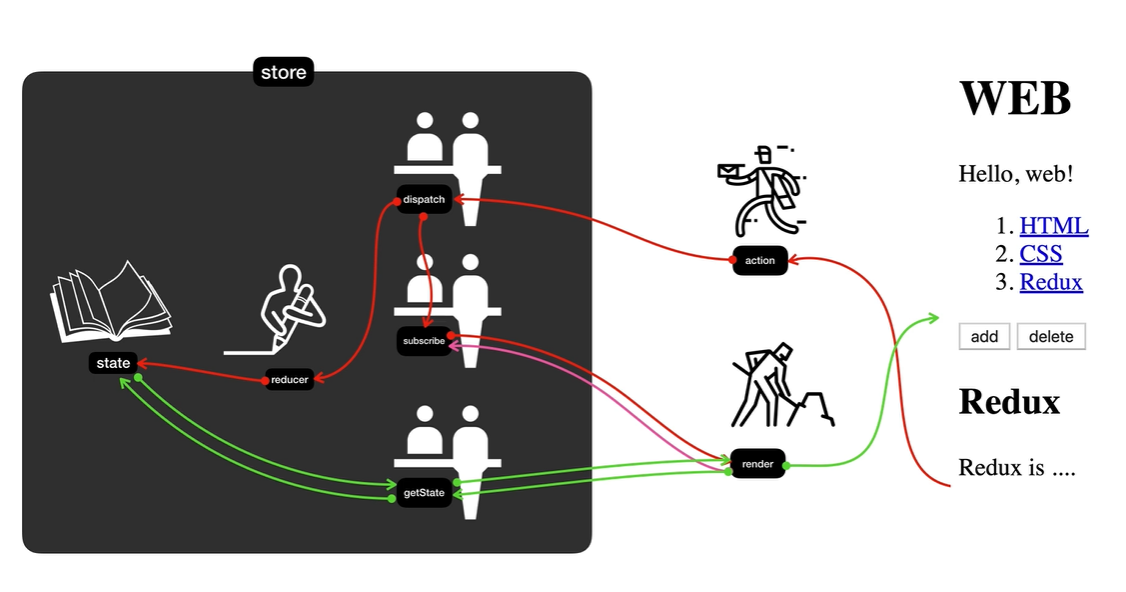 store
dispatch
subscribe
state
reducer
getState
action
render
WEB
Hello, web!
1. HTML
2. CSS
3. Redux
add delete
Redux
Redux is ....